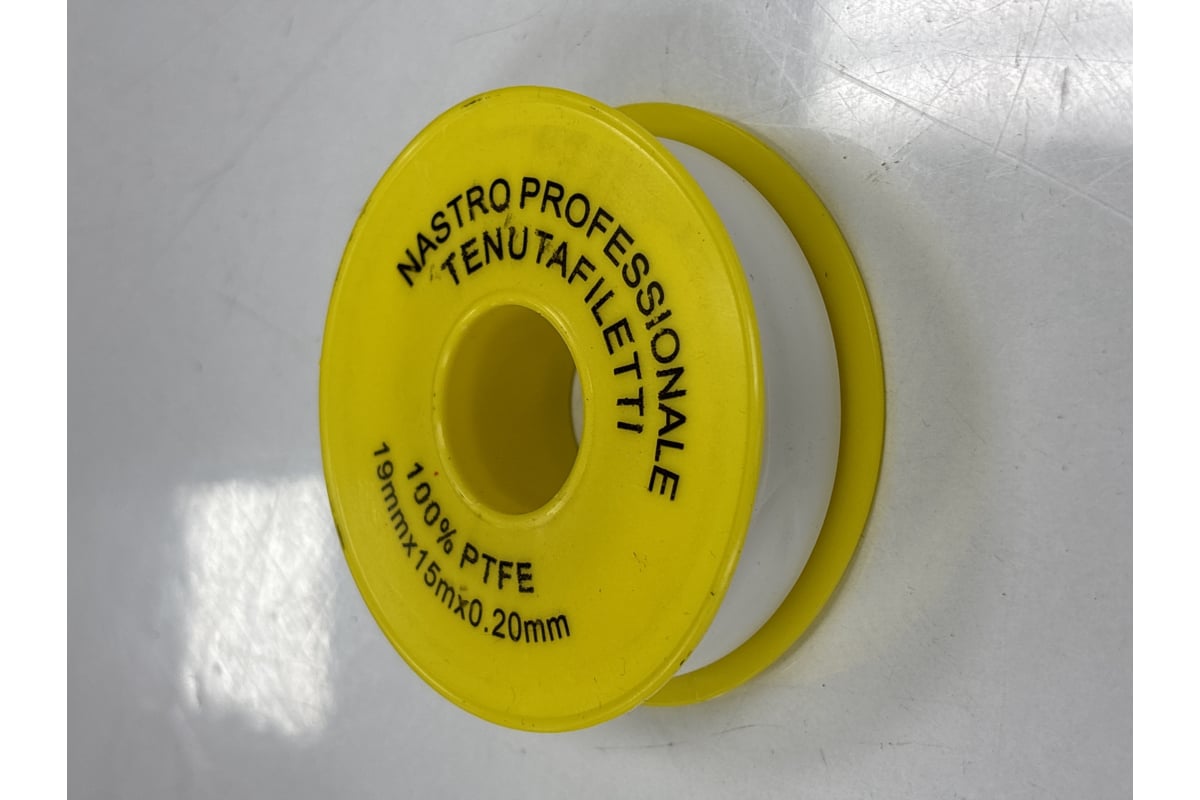 NASTRO PROFESSIONALE
TENUTAFILETTI
100% PTFE
19mmx15mx0.20mm